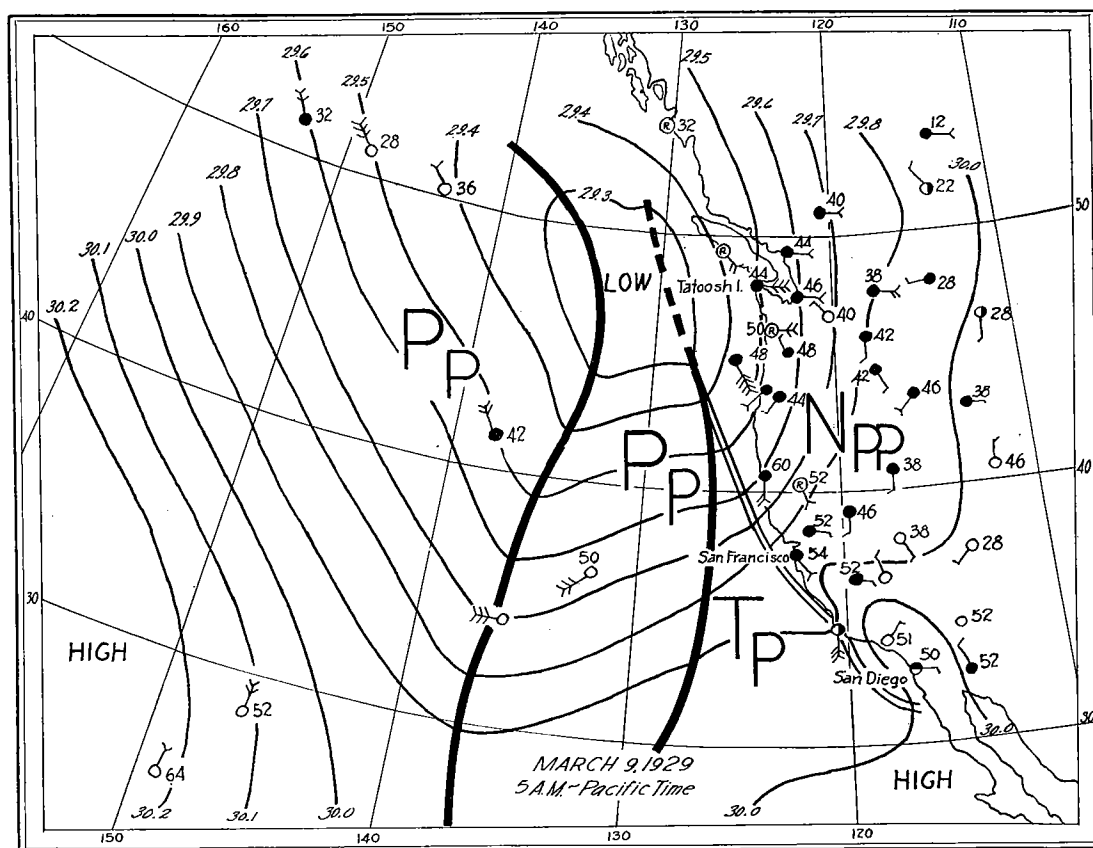 160 150 140 130 120 110
29.6
29.5
29.5
29.7 32 29.4 29.4 29.6 29.7 29.8
28 R 32 12
29.8 36 30.0 22
29.3
29.9 40 50
30.0 44
30.1 LOW R
30.2 Tatoosh I. 44 46 38 28
40 50 R 40 28
P P 48 48 42
42 46 38
44
42 P P N P P 46
60 R 52 38 40
46
50 52 38 28
San Francisco 54
52
30 T P 52
HIGH 51
San Diego 50 52
52 30
30.0
64 MARCH 9, 1929
5 A.M.-Pacific Time HIGH
30.2 30.1 30.0 30.0
150 140 130 120